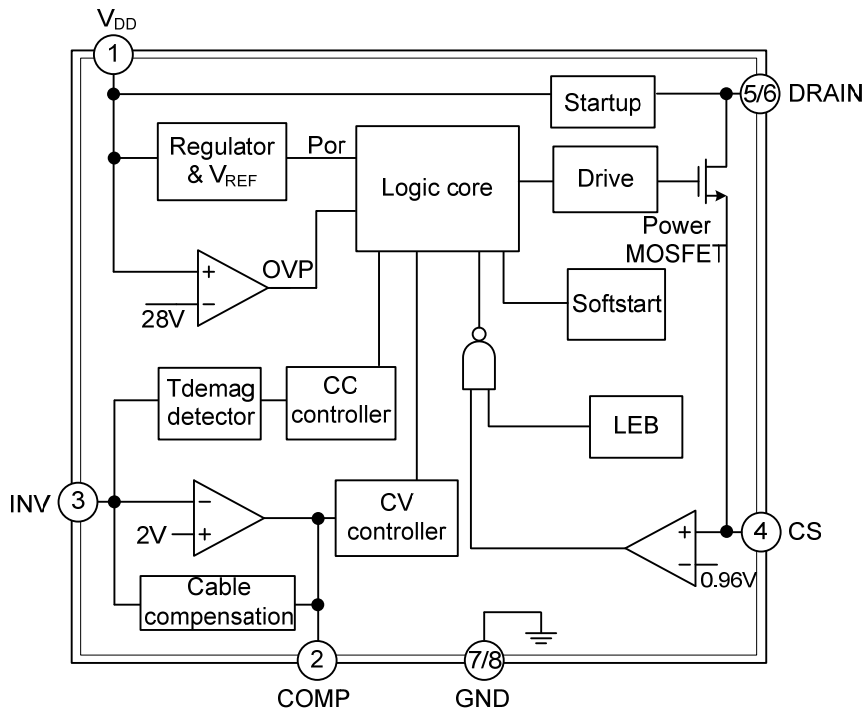 VDD
1
Startup
5/6
DRAIN
Regulator
& VREF
Por
Logic core
Drive
Power
MOSFET
+
OVP
−
28V
Softstart
Tdemag
detector
CC
controller
LEB
INV
3
−
2V
+
CV
controller
+
4
CS
−
0.96V
Cable
compensation
2
COMP
7/8
GND